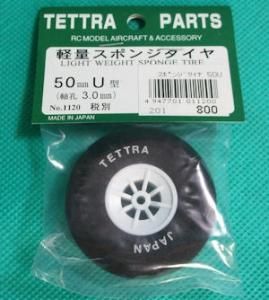 TETTRA PARTS
RC MODEL AIRCRAFT & ACCESSORY
軽量スポンジタイヤ
LIGHT WEIGHT SPONGE TIRE
50mm U型
(軸孔 3.0mm)
No.1120 税別
MADE IN JAPAN
スポンジタイヤ 50U
4 947701 011200
201 800
TETTRA
JAPAN